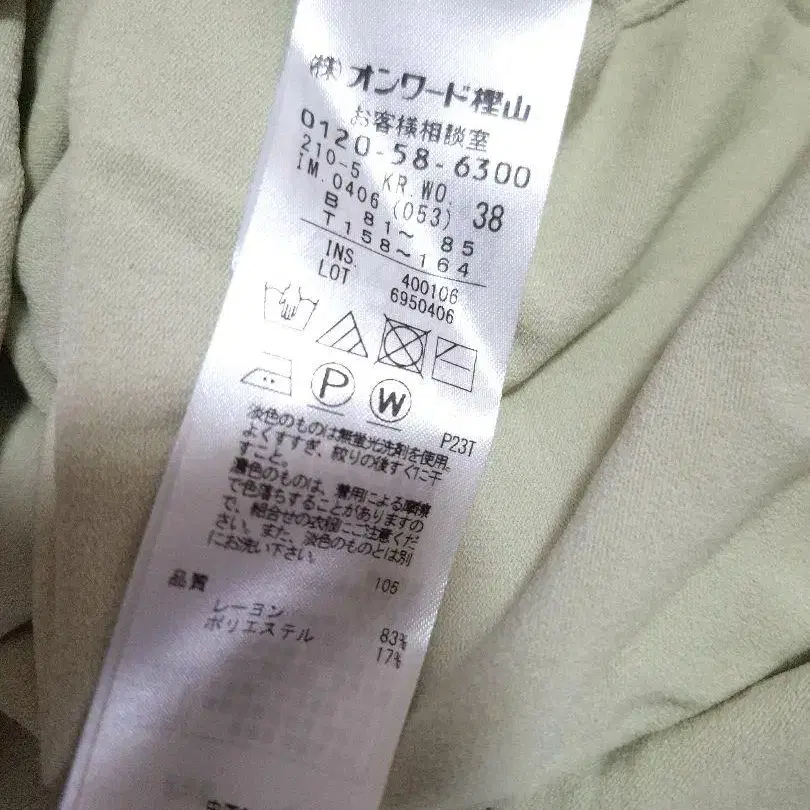 (株)オンワード樫山
お客様相談室
0120-58-6300
210-5 KR.WO. 38
IM.0406 (053)
B 81～ 85
T 158～164
INS. 400106
LOT 6950406
P W
P23T
淡色のものは無蛍光洗剤を使用、
よくすすぎ、絞りの後すぐに干
すこと。
濃色のものは、着用による摩擦
で色落ちすることがありますの
で、組合せの衣様にご注意くだ
さい。また、淡色のものとは別
にお洗い下さい。
品質 105
レーヨン 83%
ポリエステル 17%